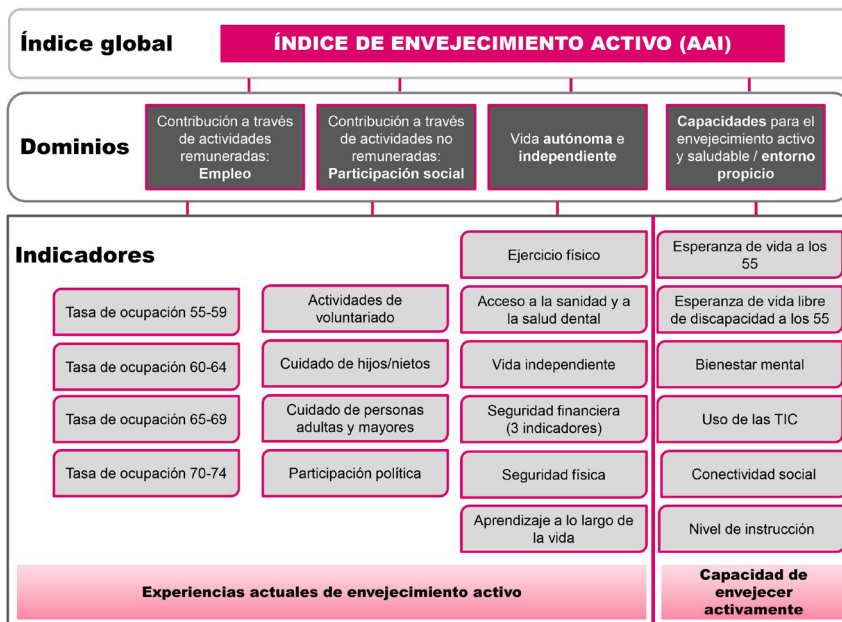 Índice global
ÍNDICE DE ENVEJECIMIENTO ACTIVO (AAI)
Dominios
Contribución a través
de actividades
remuneradas:
Empleo
Contribución a través
de actividades no
remuneradas:
Participación social
Vida autónoma e
independiente
Capacidades para el
envejecimiento activo
y saludable / entorno
propicio
Indicadores
Tasa de ocupación 55-59
Tasa de ocupación 60-64
Tasa de ocupación 65-69
Tasa de ocupación 70-74
Actividades de
voluntariado
Cuidado de hijos/nietos
Cuidado de personas
adultas y mayores
Participación política
Ejercicio físico
Acceso a la sanidad y a
la salud dental
Vida independiente
Seguridad financiera
(3 indicadores)
Seguridad física
Aprendizaje a lo largo de
la vida
Esperanza de vida a los
55
Esperanza de vida libre
de discapacidad a los 55
Bienestar mental
Uso de las TIC
Conectividad social
Nivel de instrucción
Experiencias actuales de envejecimiento activo
Capacidad de
envejecer
activamente